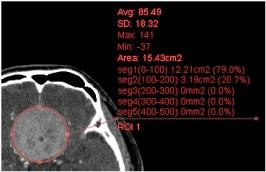 Avg: 85.49
SD: 18.32
Max: 141
Min: -37
Area: 15.43cm2
seg1(0-100) 12.21cm2 (79.0%)
seg2(100-200) 3.19cm2 (20.7%)
seg3(200-300) 0mm2 (0.0%)
seg4(300-400) 0mm2 (0.0%)
seg5(400-500) 0mm2 (0.0%)
ROI 1